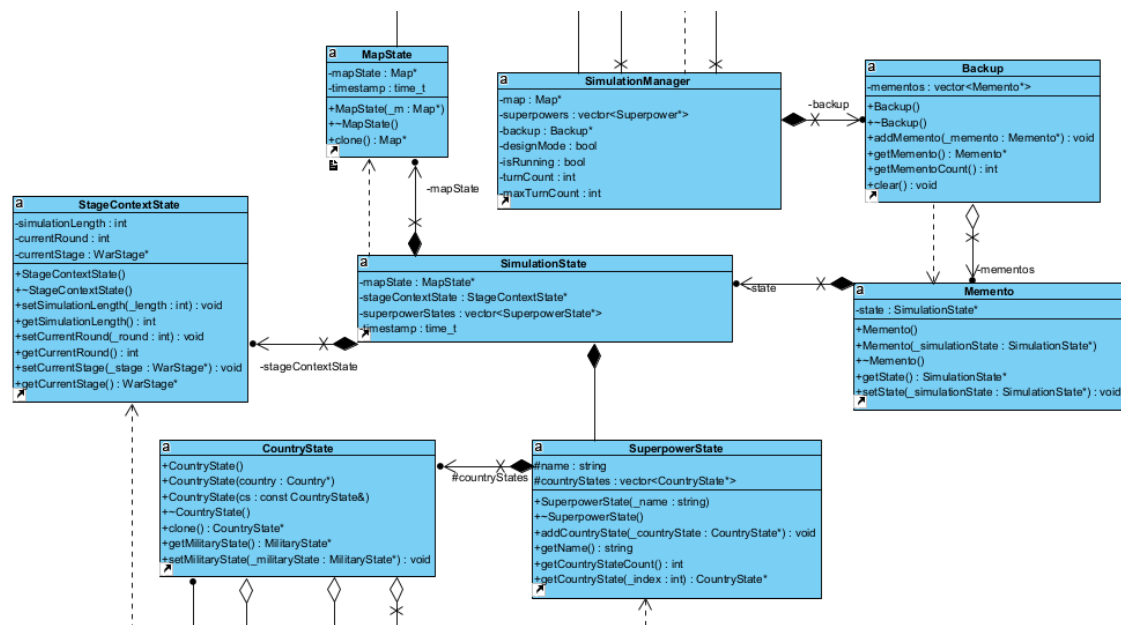 a
MapState
-mapState : Map*
-timestamp : time_t
+MapState(_m : Map*)
+~MapState()
+clone() : Map*
a
SimulationManager
-map : Map*
-superpowers : vector<Superpower*>
-backup : Backup*
-designMode : bool
-isRunning : bool
-turnCount : int
-maxTurnCount : int
-backup
a
Backup
-mementos : vector<Memento*>
+Backup()
+~Backup()
+addMemento(_memento : Memento*) : void
+getMemento() : Memento*
+getMementoCount() : int
+clear() : void
-mapState
a
StageContextState
-simulationLength : int
-currentRound : int
-currentStage : WarStage*
+StageContextState()
+~StageContextState()
+setSimulationLength(_length : int) : void
+getSimulationLength() : int
+setCurrentRound(_round : int) : void
+getCurrentRound() : int
+setCurrentStage(_stage : WarStage*) : void
+getCurrentStage() : WarStage*
a
SimulationState
-mapState : MapState*
-stageContextState : StageContextState*
-superpowerStates : vector<SuperpowerState*>
-timestamp : time_t
-mementos
-state
a
Memento
-state : SimulationState*
+Memento()
+Memento(_simulationState : SimulationState*)
+~Memento()
+getState() : SimulationState*
+setState(_simulationState : SimulationState*) : void
-stageContextState
a
CountryState
+CountryState()
+CountryState(country : Country*)
+CountryState(cs : const CountryState&)
+~CountryState()
+clone() : CountryState*
+getMilitaryState() : MilitaryState*
+setMilitaryState(_militaryState : MilitaryState*) : void
#countryStates
a
SuperpowerState
#name : string
#countryStates : vector<CountryState*>
+SuperpowerState(_name : string)
+~SuperpowerState()
+addCountryState(_countryState : CountryState*) : void
+getName() : string
+getCountryStateCount() : int
+getCountryState(_index : int) : CountryState*